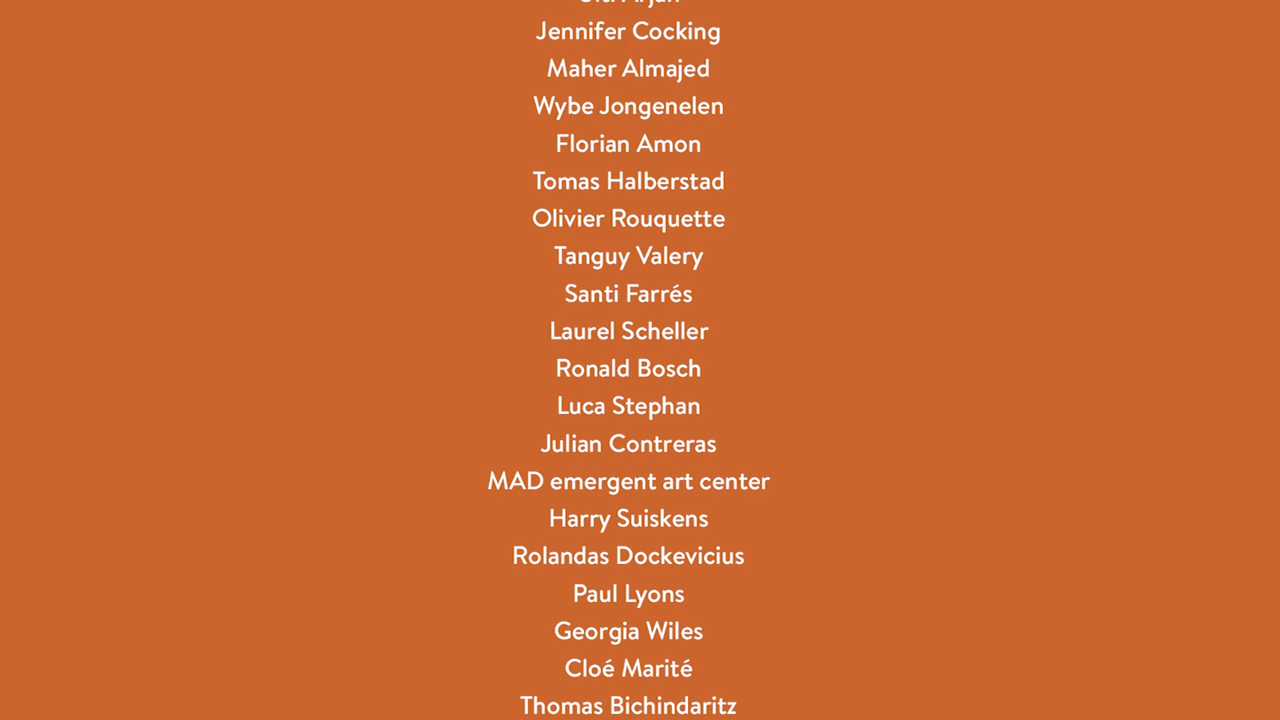 Jennifer Cocking
Maher Almajed
Wybe Jongenelen
Florian Amon
Tomas Halberstad
Olivier Rouquette
Tanguy Valery
Santi Farrés
Laurel Scheller
Ronald Bosch
Luca Stephan
Julian Contreras
MAD emergent art center
Harry Suiskens
Rolandas Dockevicius
Paul Lyons
Georgia Wiles
Cloé Marité
Thomas Bichindaritz